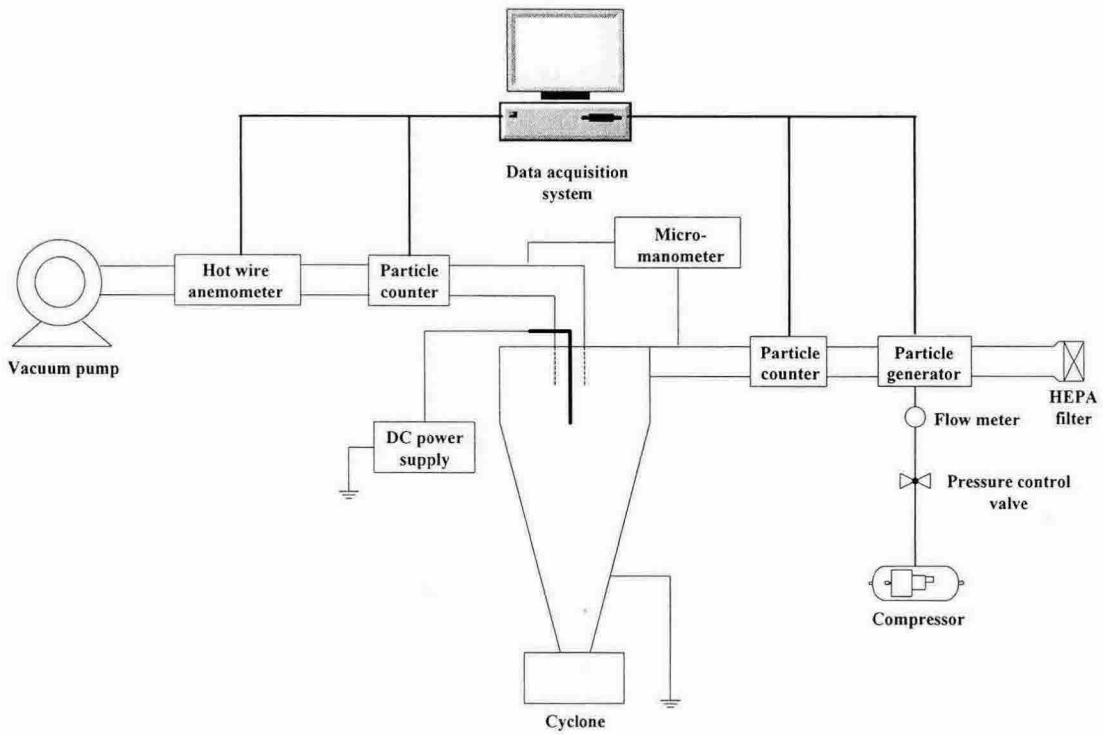 Data acquisition
system
Micro-
manometer
Hot wire
anemometer
Particle
counter
Vacuum pump
Particle
counter
Particle
generator
HEPA
filter
Flow meter
DC power
supply
Pressure control
valve
Compressor
Cyclone